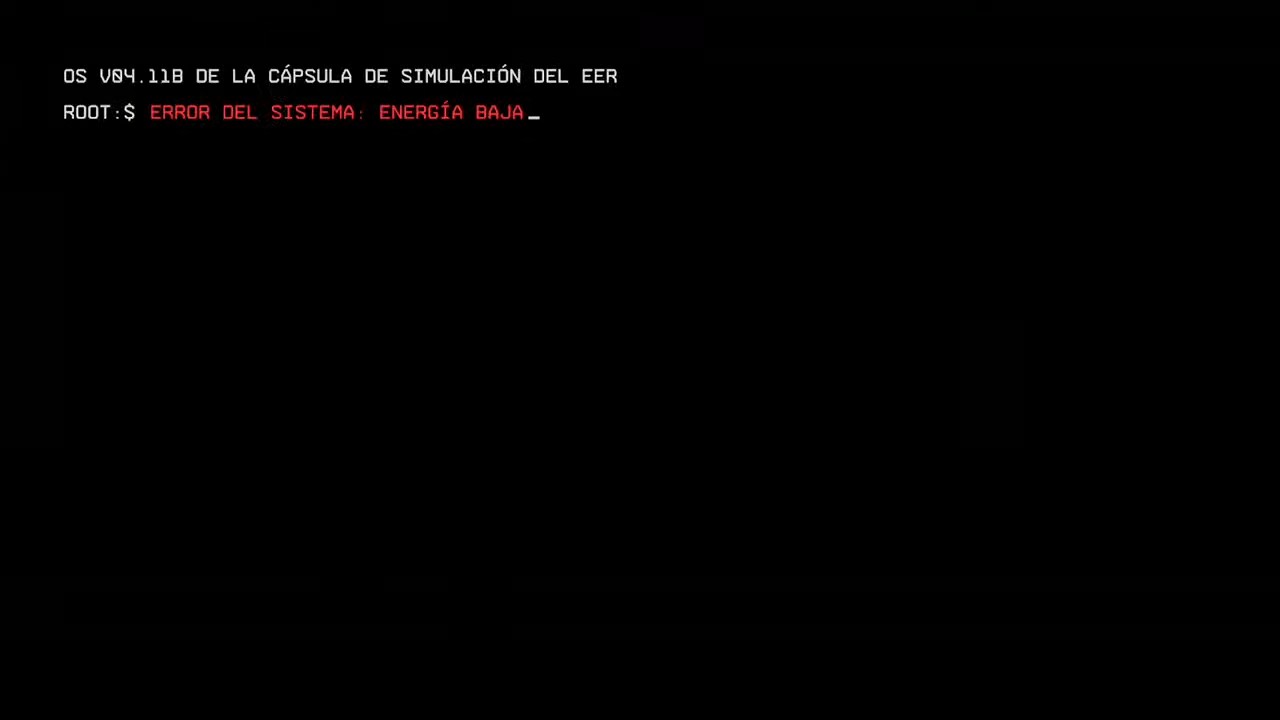 OS V04.11B DE LA CÁPSULA DE SIMULACIÓN DEL EER
ROOT:$ ERROR DEL SISTEMA: ENERGÍA BAJA_